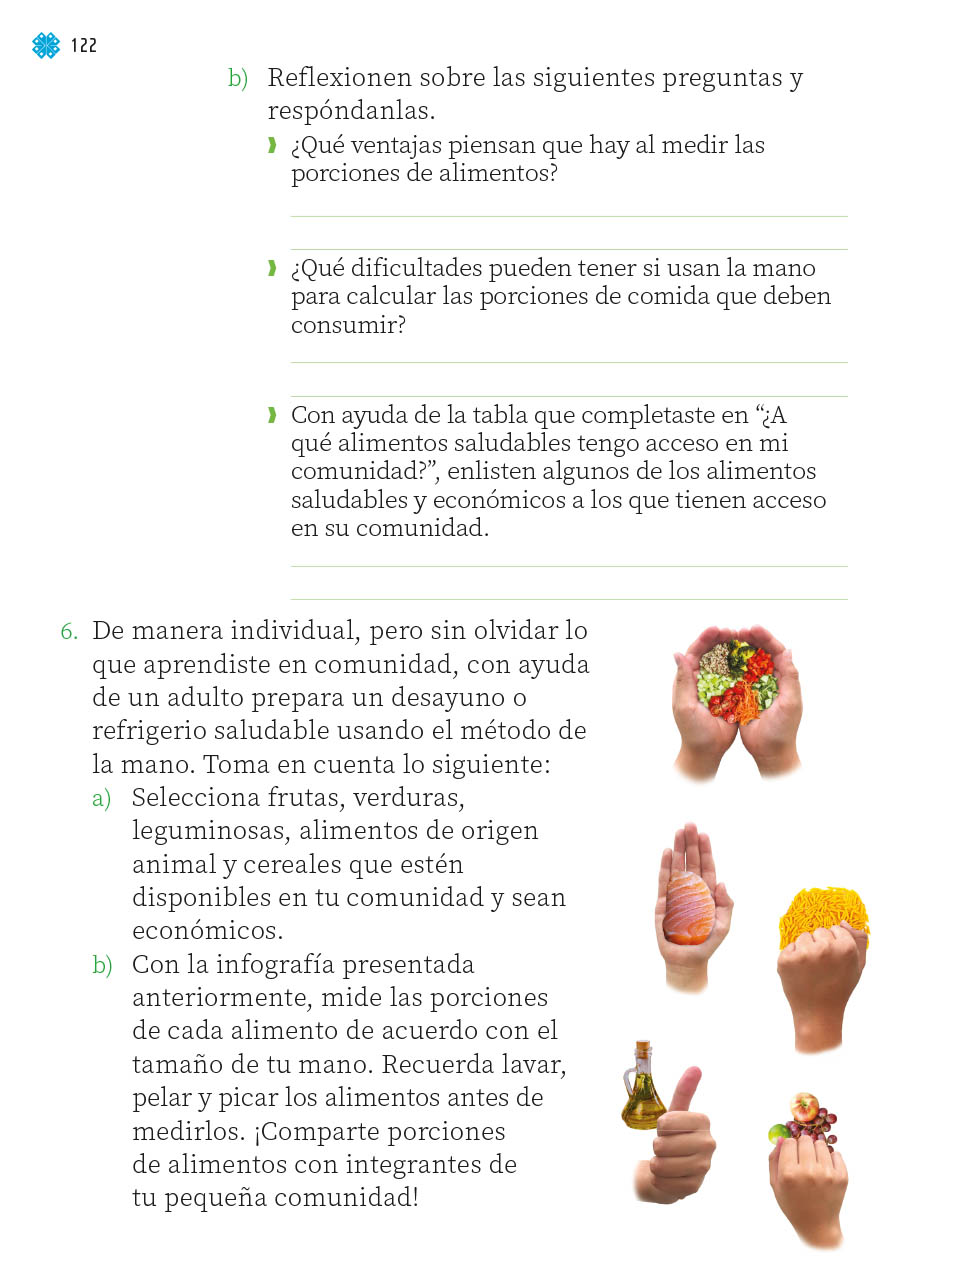 122
b) Reflexionen sobre las siguientes preguntas y
respóndanlas.
¿Qué ventajas piensan que hay al medir las
porciones de alimentos?
¿Qué dificultades pueden tener si usan la mano
para calcular las porciones de comida que deben
consumir?
Con ayuda de la tabla que completaste en “¿A
qué alimentos saludables tengo acceso en mi
comunidad?”, enlisten algunos de los alimentos
saludables y económicos a los que tienen acceso
en su comunidad.
6. De manera individual, pero sin olvidar lo
que aprendiste en comunidad, con ayuda
de un adulto prepara un desayuno o
refrigerio saludable usando el método de
la mano. Toma en cuenta lo siguiente:
a) Selecciona frutas, verduras,
leguminosas, alimentos de origen
animal y cereales que estén
disponibles en tu comunidad y sean
económicos.
b) Con la infografía presentada
anteriormente, mide las porciones
de cada alimento de acuerdo con el
tamaño de tu mano. Recuerda lavar,
pelar y picar los alimentos antes de
medirlos. ¡Comparte porciones
de alimentos con integrantes de
tu pequeña comunidad!